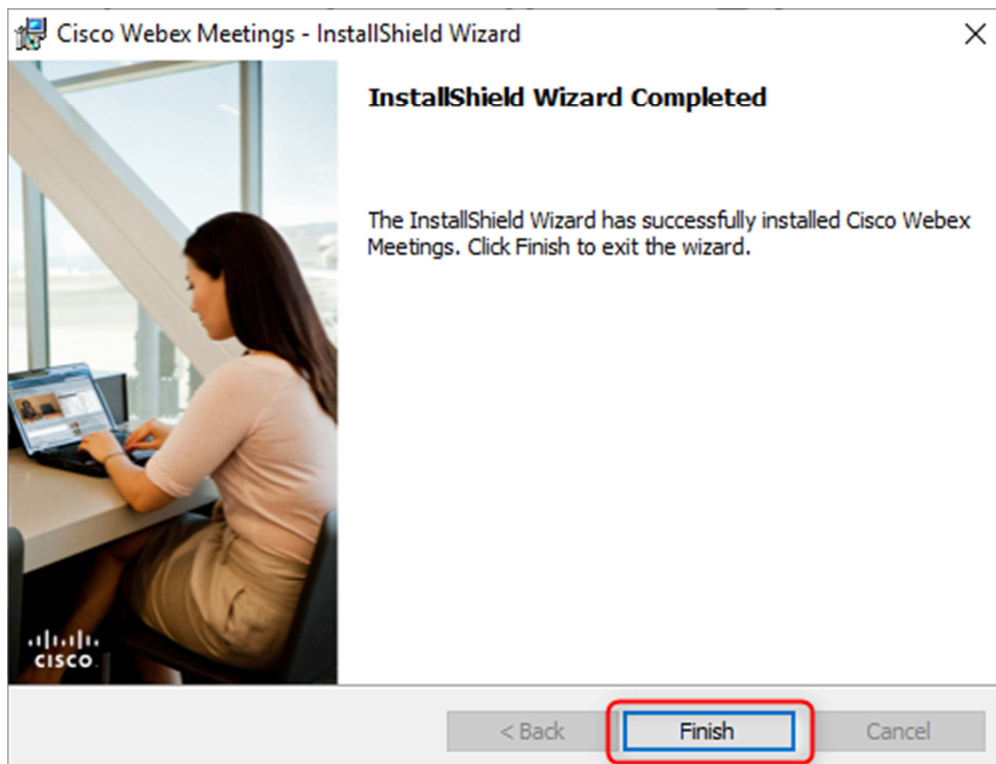 Cisco Webex Meetings - InstallShield Wizard
InstallShield Wizard Completed
The InstallShield Wizard has successfully installed Cisco Webex
Meetings. Click Finish to exit the wizard.
CISCO
< Back
Finish
Cancel